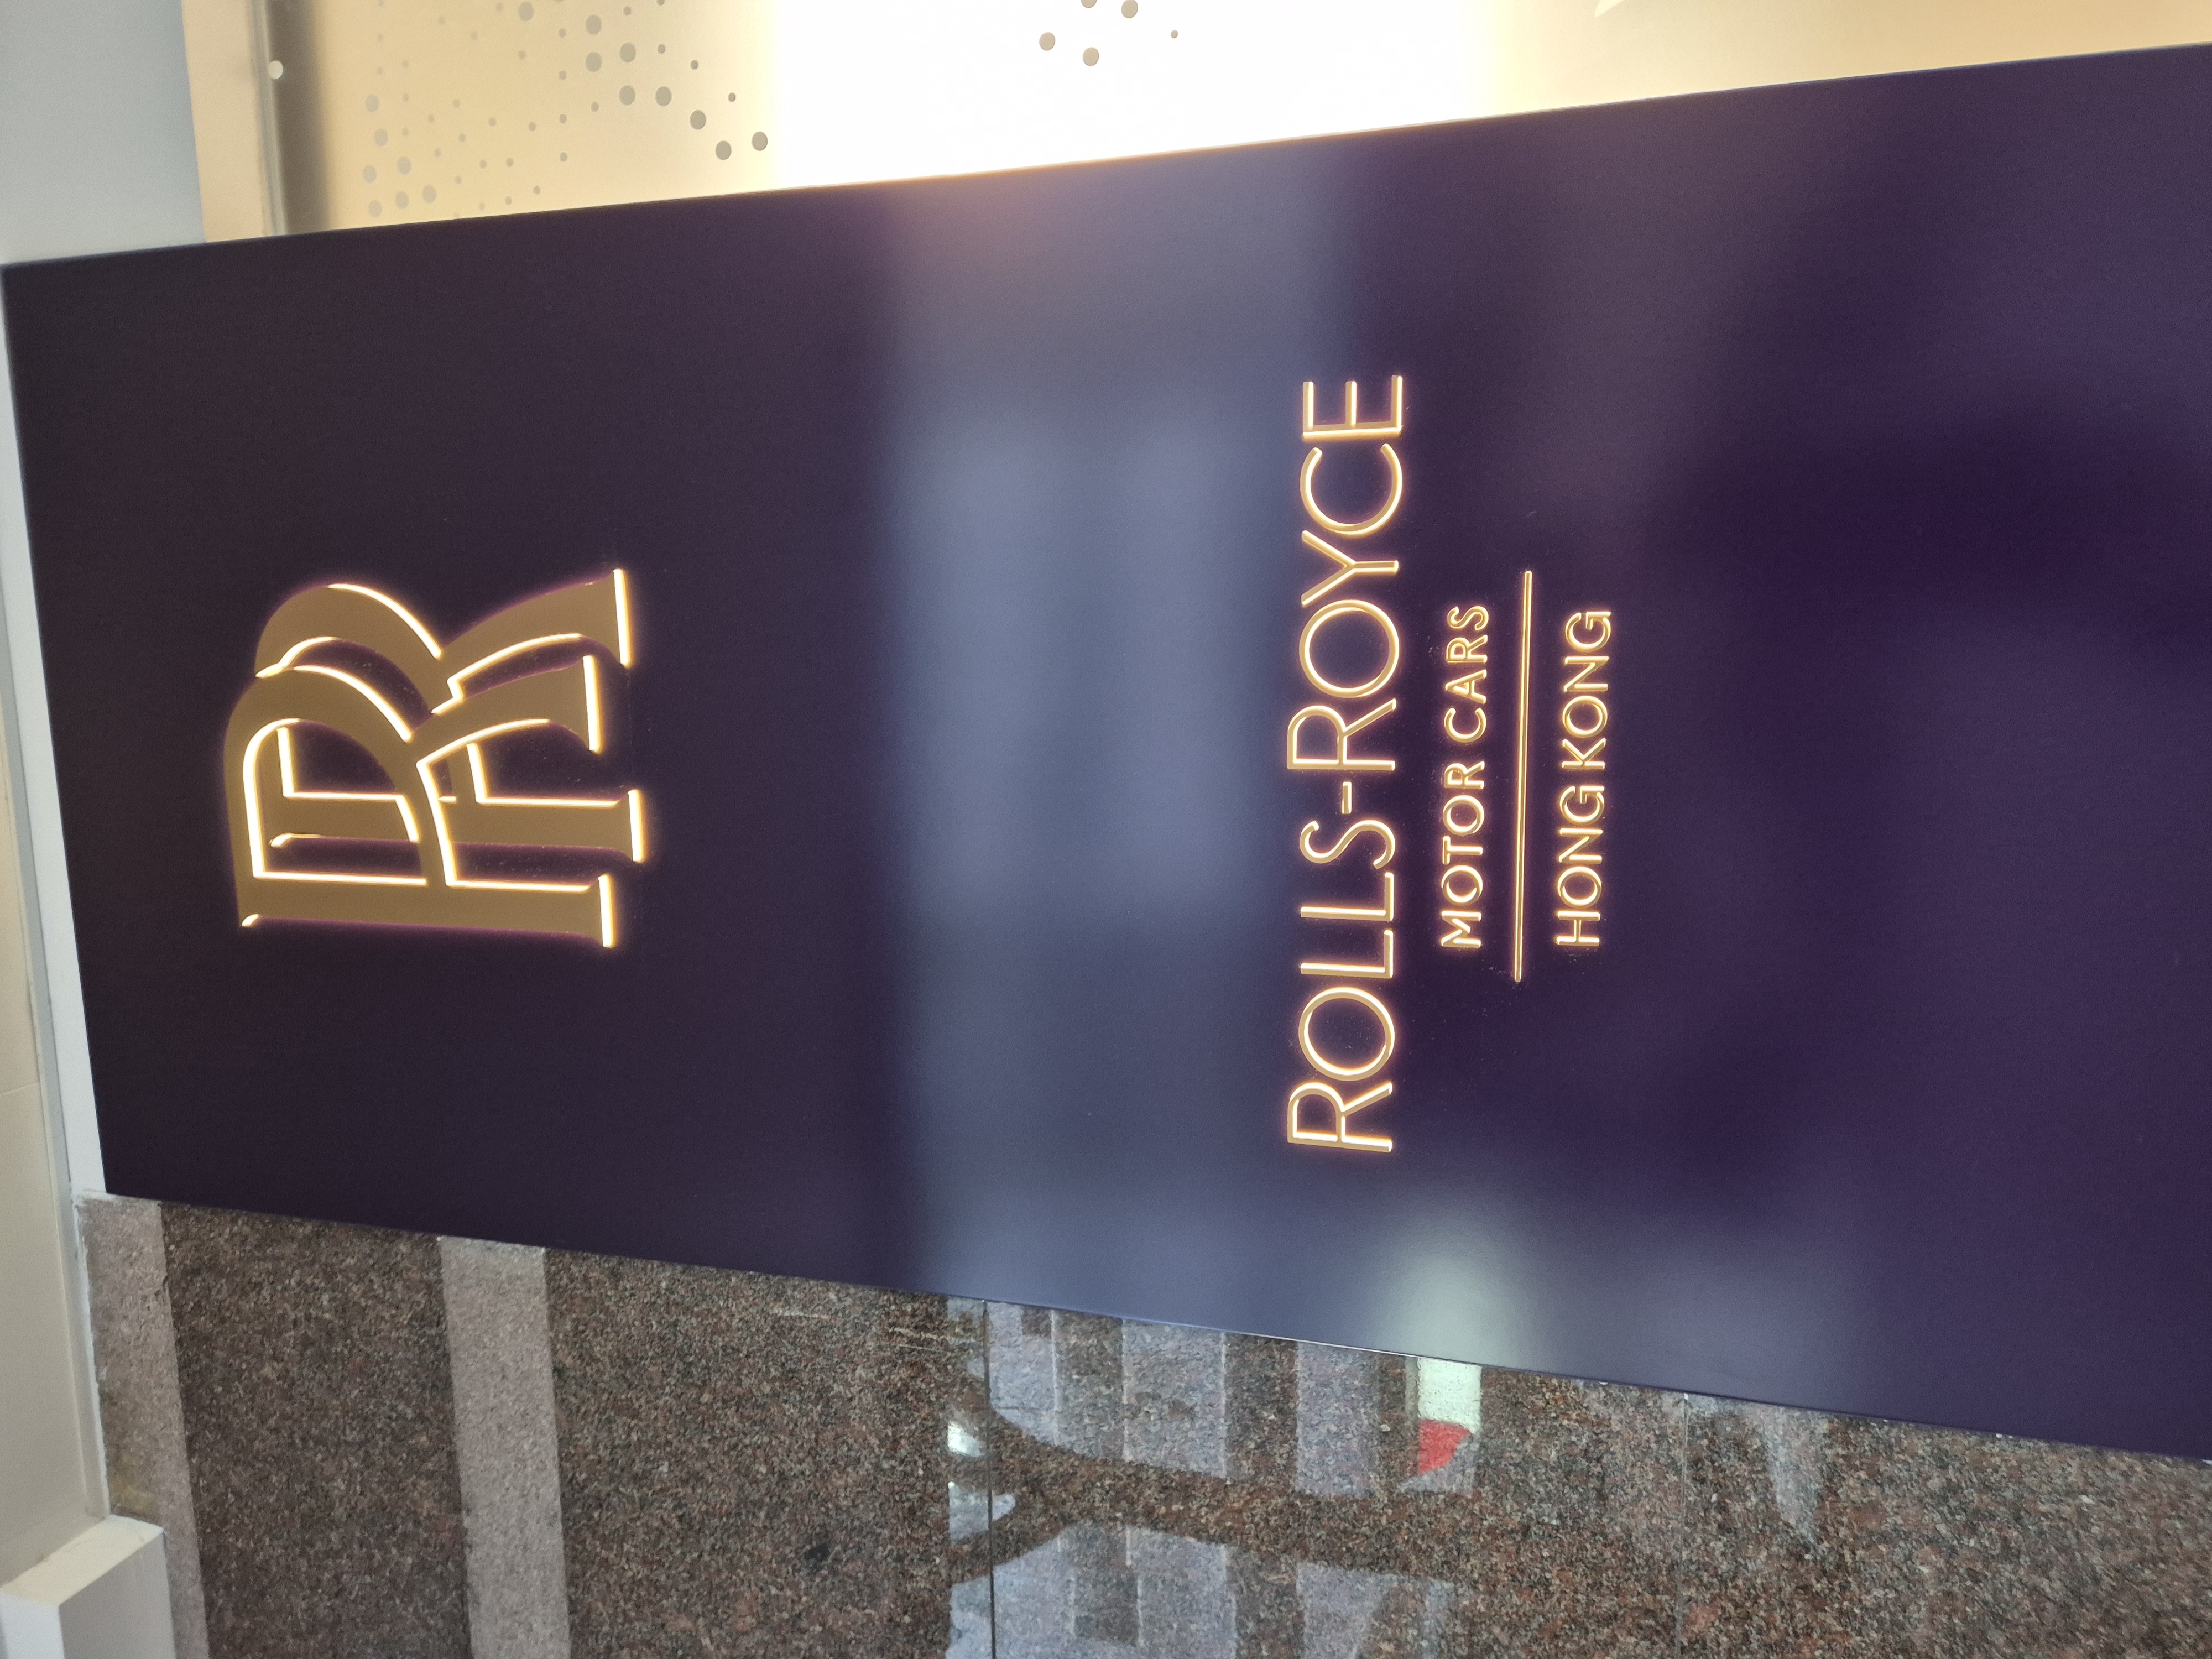 RR
ROLLS-ROYCE
MOTOR CARS
HONG KONG